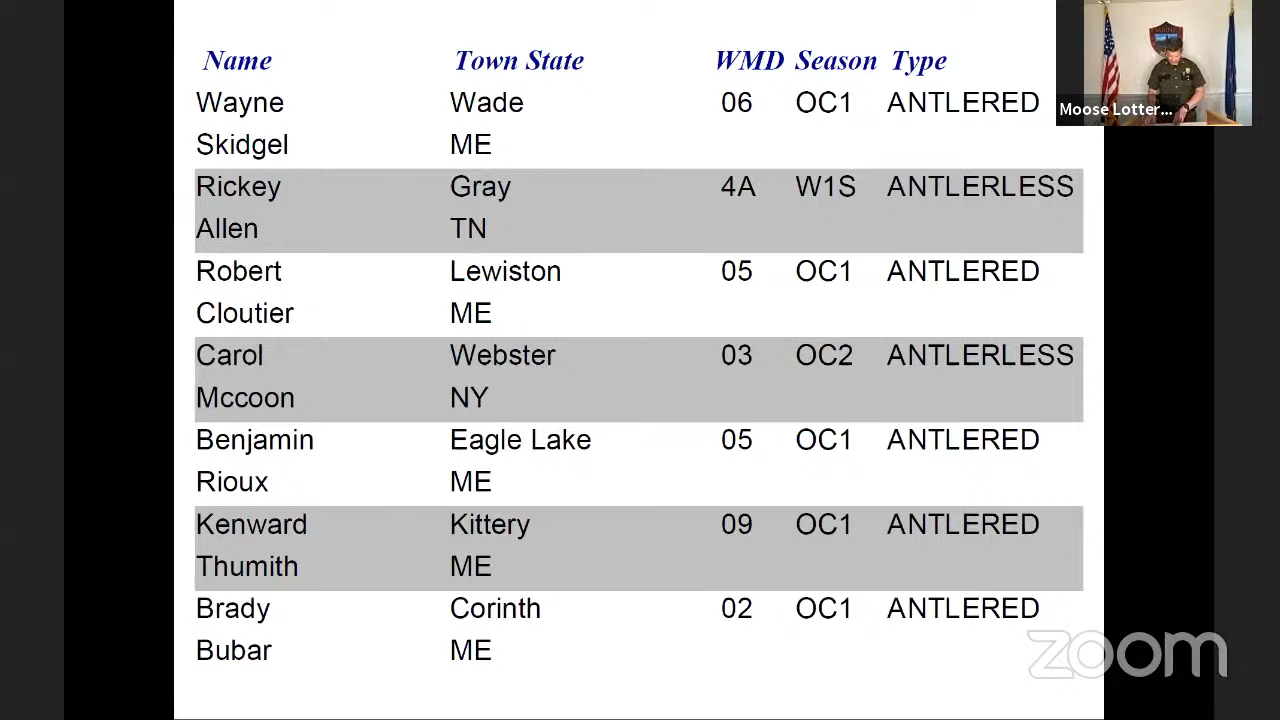 Name Town State WMD Season Type
Wayne Wade 06 OC1 ANTLERED
Skidgel ME
Rickey Gray 4A W1S ANTLERLESS
Allen TN
Robert Lewiston 05 OC1 ANTLERED
Cloutier ME
Carol Webster 03 OC2 ANTLERLESS
Mccoon NY
Benjamin Eagle Lake 05 OC1 ANTLERED
Rioux ME
Kenward Kittery 09 OC1 ANTLERED
Thumith ME
Brady Corinth 02 OC1 ANTLERED
Bubar ME
Moose Lotter...
zoom